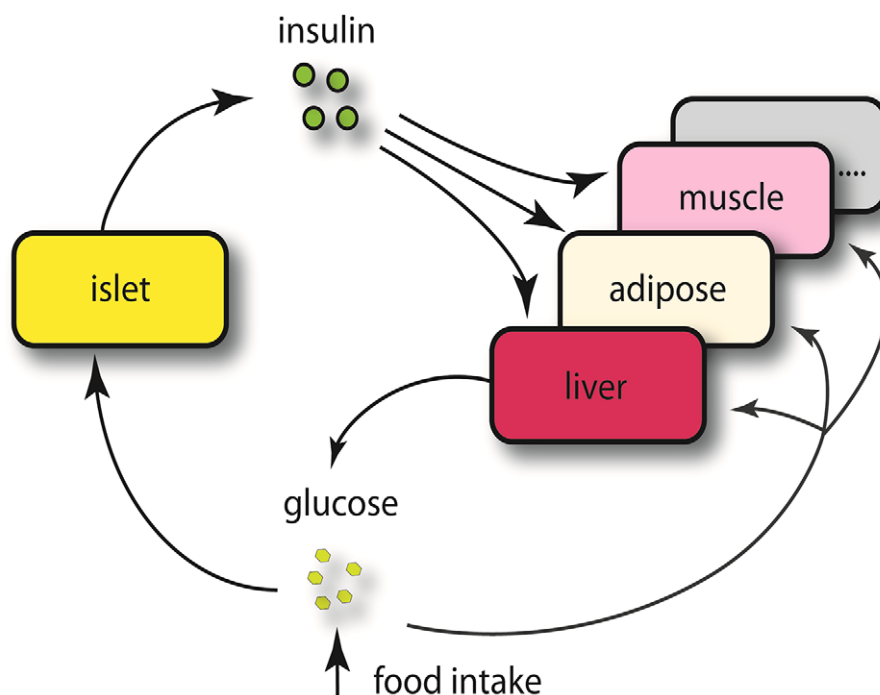 insulin
....
muscle
islet
adipose
liver
glucose
food intake